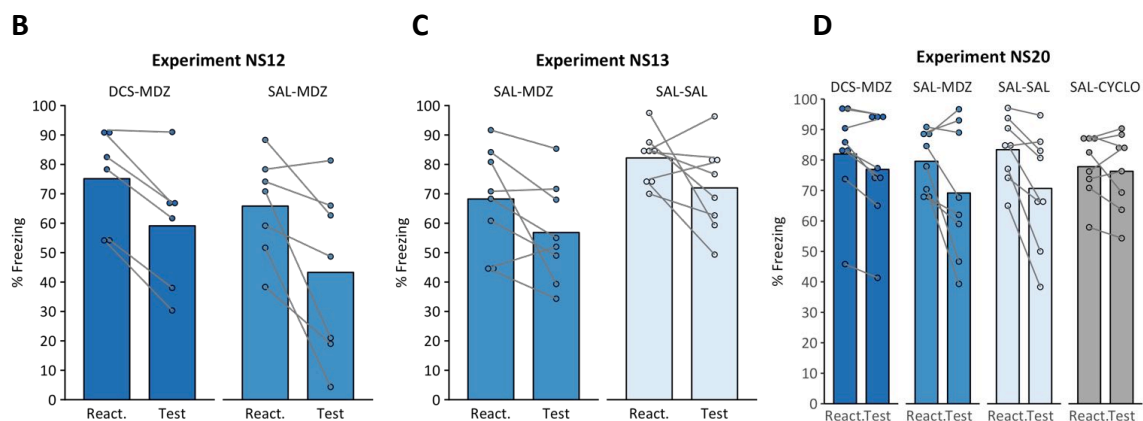 B
Experiment NS12
DCS-MDZ SAL-MDZ
% Freezing
100
90
80
70
60
50
40
30
20
10
0
React. Test React. Test
C
Experiment NS13
SAL-MDZ SAL-SAL
% Freezing
100
90
80
70
60
50
40
30
20
10
0
React. Test React. Test
D
Experiment NS20
DCS-MDZ SAL-MDZ SAL-SAL SAL-CYCLO
% Freezing
100
90
80
70
60
50
40
30
20
10
0
React.Test React.Test React.Test React.Test